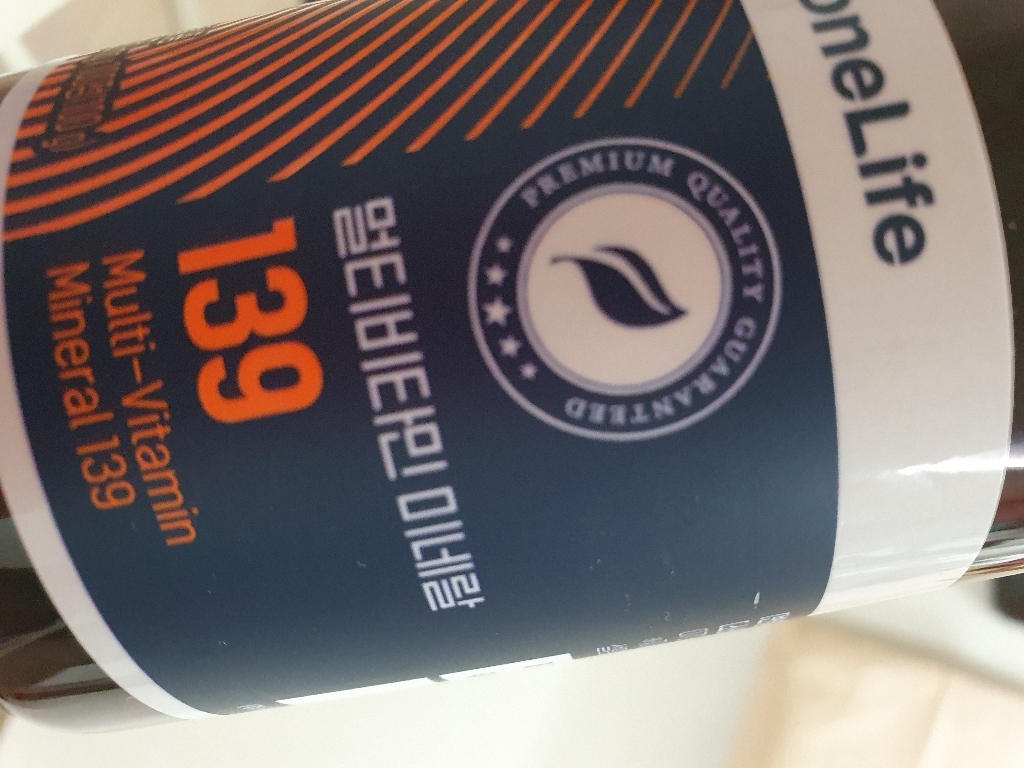 oneLife
PREMIUM QUALITY GUARANTEED
멀티비타민 미네랄
139
Multi-Vitamin
Mineral 139